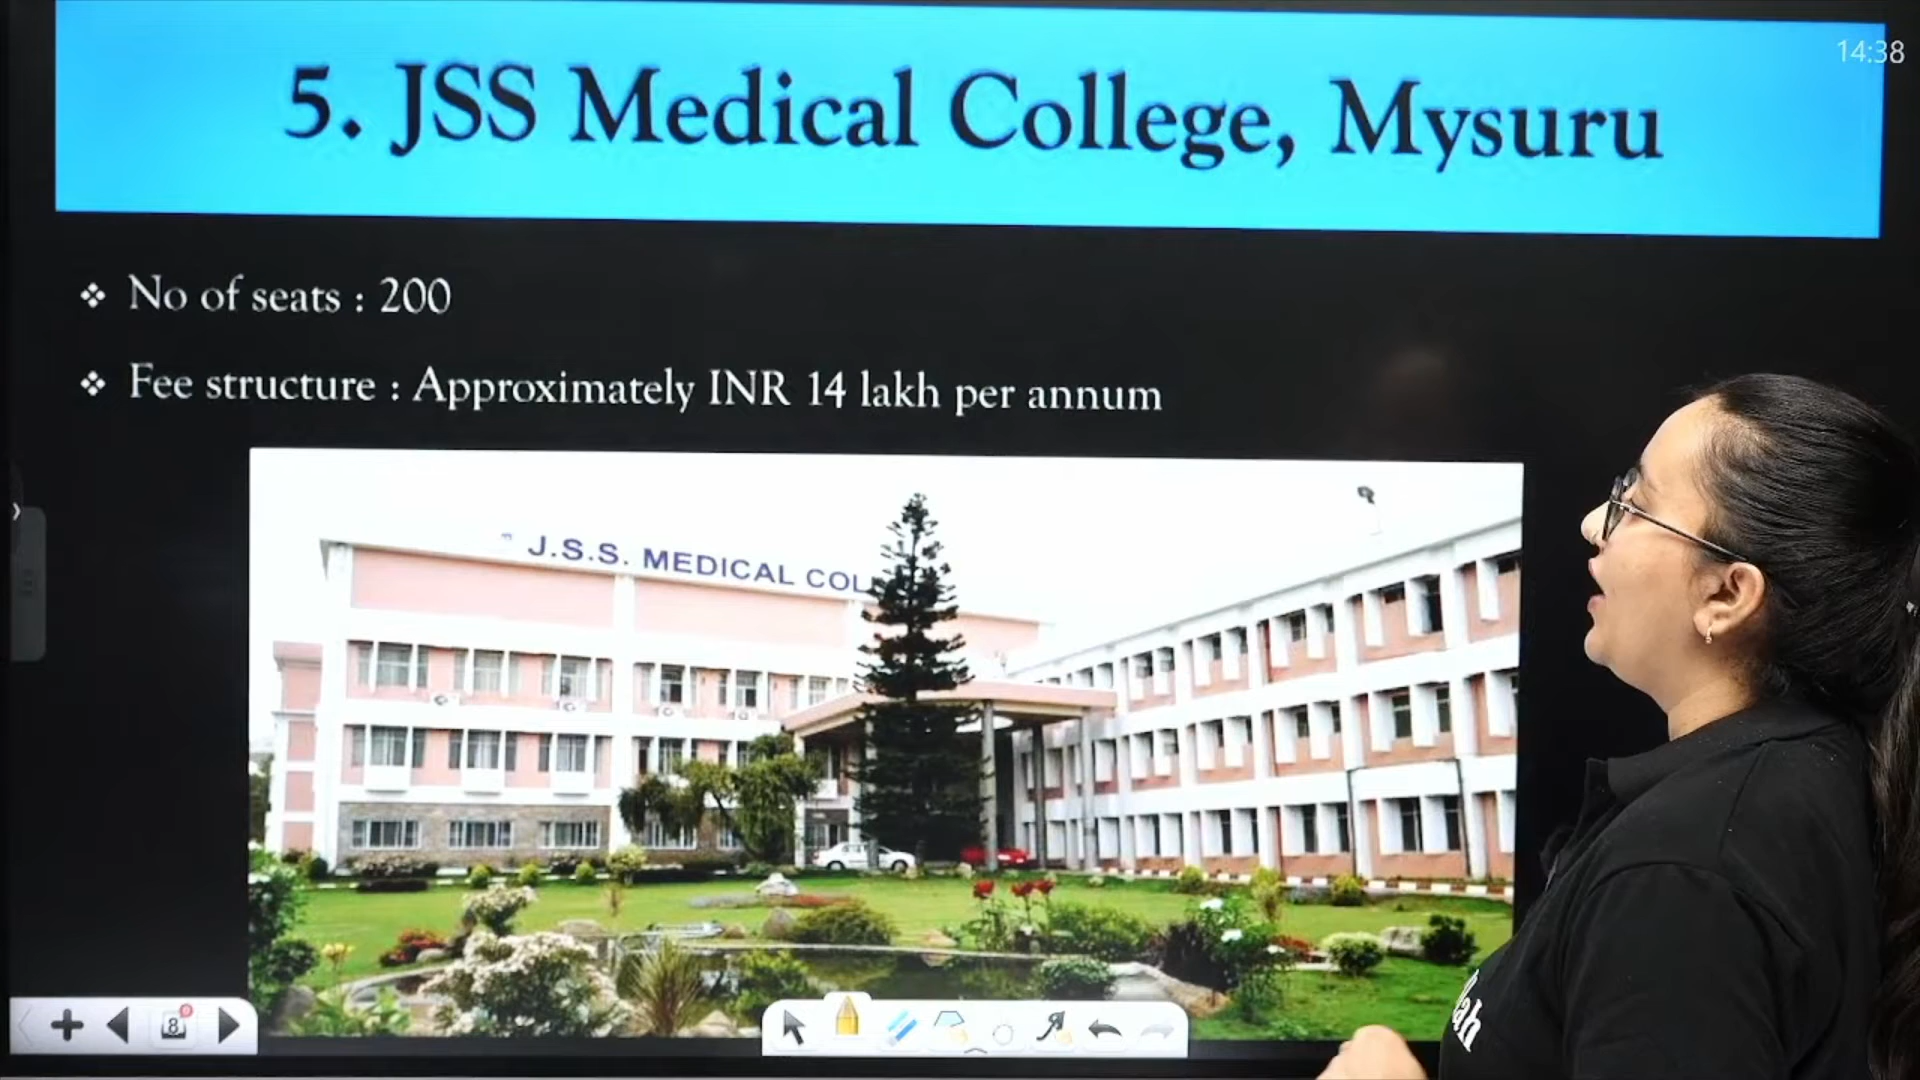 14:38
5. JSS Medical College, Mysuru
❖ No of seats : 200
❖ Fee structure : Approximately INR 14 lakh per annum
J.S.S. MEDICAL COL
8